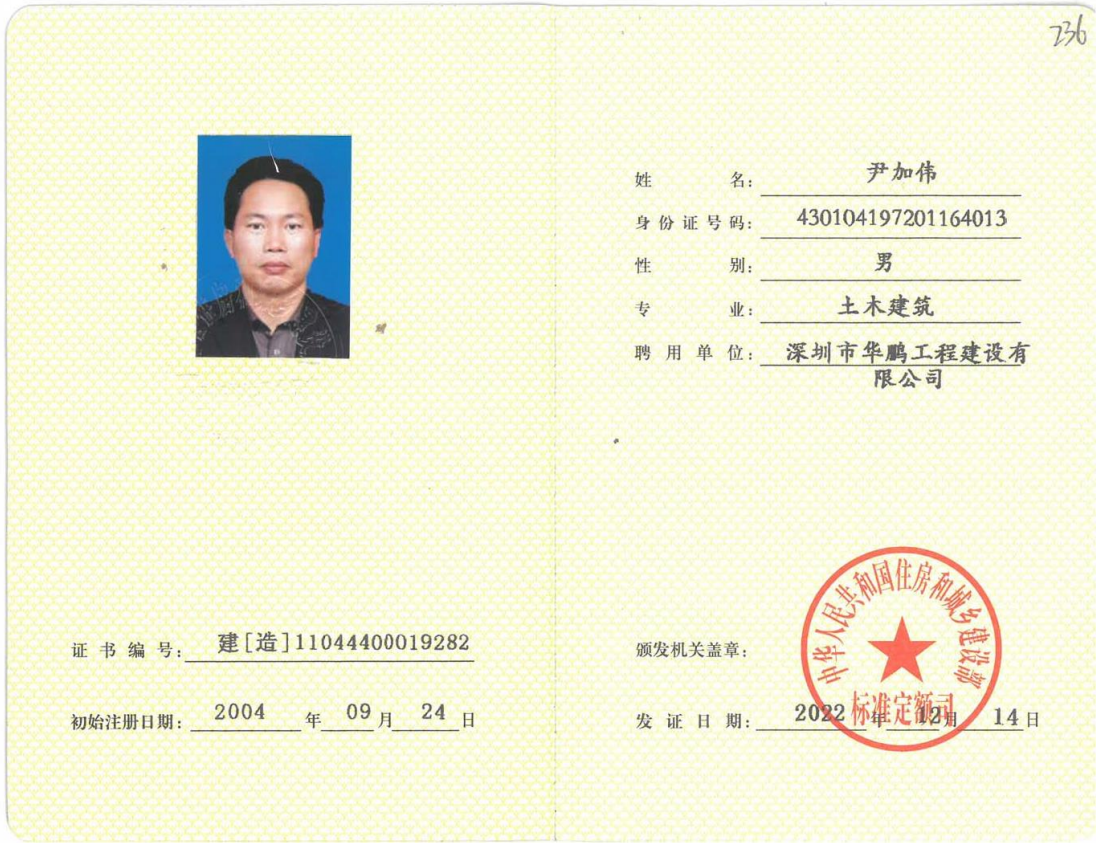 236
姓 名: 尹加伟
身份证号码: 430104197201164013
性 别: 男
专 业: 土木建筑
聘用单位: 深圳市华鹏工程建设有
限公司
证书编号: 建[造]11044400019282
初始注册日期: 2004 年 09 月 24 日
颁发机关盖章:
中华人民共和国住房和城乡建设部
标准定额司
发证日期: 2022 年 12 月 14 日